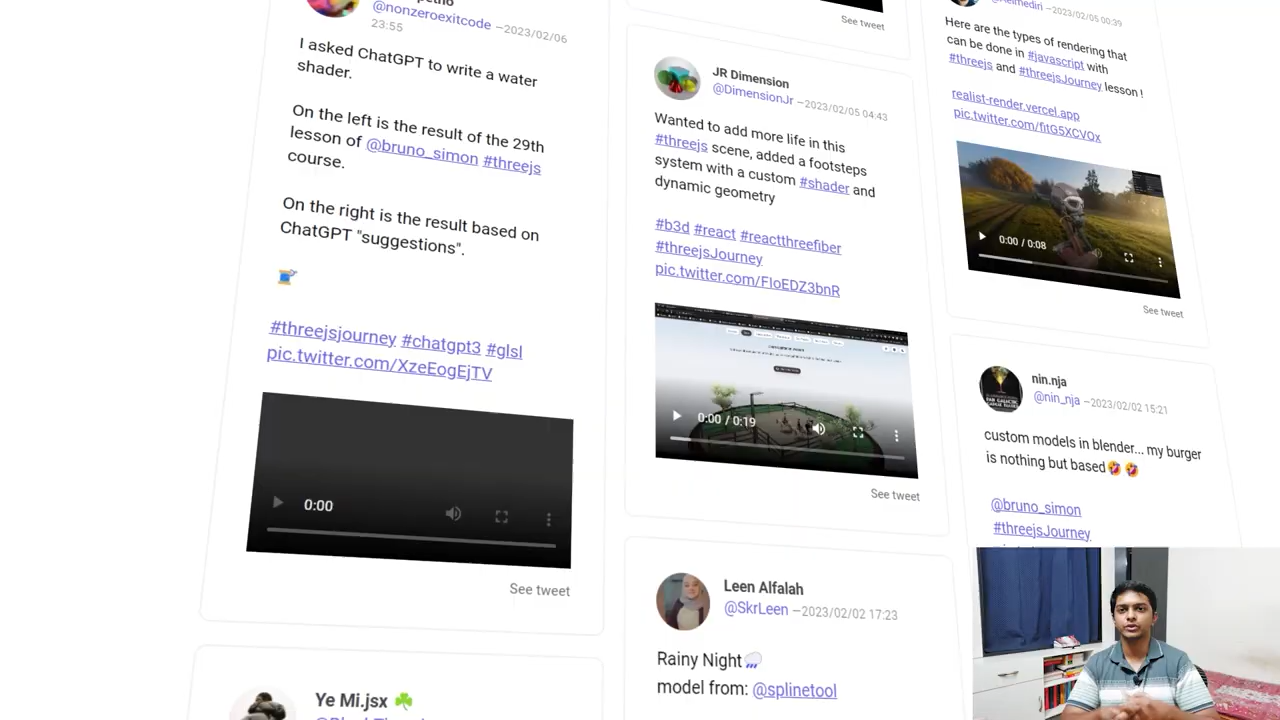 @nonzeroexitcode —2023/02/06
23:55
I asked ChatGPT to write a water
shader.
On the left is the result of the 29th
lesson of @bruno_simon #threejs
course.
On the right is the result based on
ChatGPT "suggestions".
#threejsjourney #chatgpt3 #glsl
pic.twitter.com/XzeEogEjTV
0:00
See tweet
Ye Mi.jsx
See tweet
JR Dimension
@DimensionJr —2023/02/05 04:43
Wanted to add more life in this
#threejs scene, added a footsteps
system with a custom #shader and
dynamic geometry
#b3d #react #reactthreefiber
#threejsJourney
pic.twitter.com/FIoEDZ3bnR
0:00 / 0:19
See tweet
Leen Alfalah
@SkrLeen —2023/02/02 17:23
Rainy Night
model from: @splinetool
—2023/02/05 00:39
Here are the types of rendering that
can be done in #javascript with
#threejs and #threejsJourney lesson !
realist-render.vercel.app
pic.twitter.com/fitG5XCVQx
0:00 / 0:08
See tweet
nin.nja
@nin_nja —2023/02/02 15:21
custom models in blender... my burger
is nothing but based
@bruno_simon
#threejsJourney